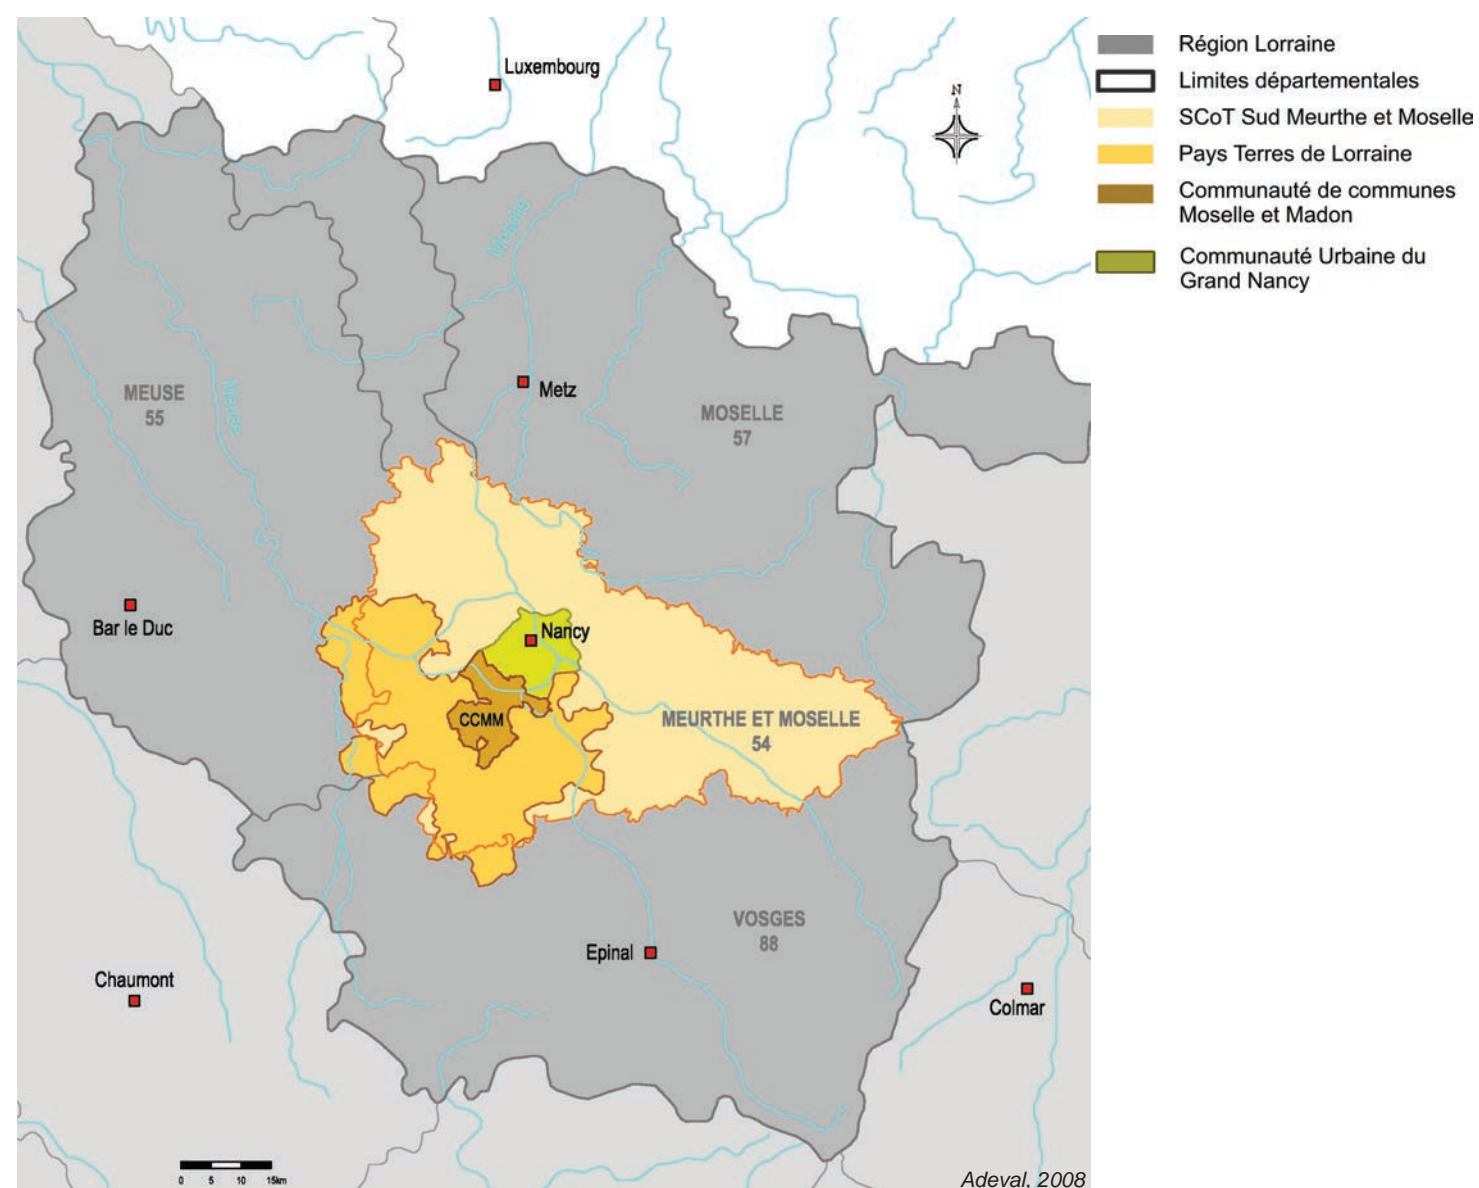 Luxembourg
N
Moselle
Metz
MEUSE
55
Meuse
MOSELLE
57
Bar le Duc
Nancy
CCMM
MEURTHE ET MOSELLE
54
VOSGES
88
Epinal
Chaumont
Colmar
0 5 10 15km
Adeval, 2008
Région Lorraine
Limites départementales
SCoT Sud Meurthe et Moselle
Pays Terres de Lorraine
Communauté de communes
Moselle et Madon
Communauté Urbaine du
Grand Nancy